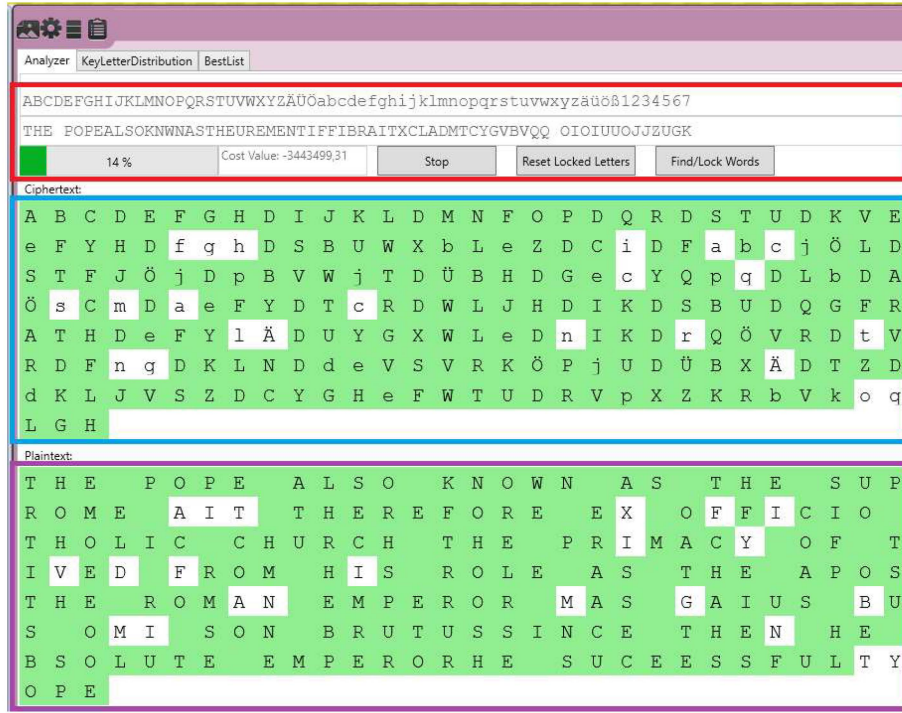 Analyzer KeyLetterDistribution BestList
ABCDEFGHIJKLMNOPQRSTUVWXYZÄÜÖabcdefghijklmnopqrstuvwxyzäüöß1234567
THE POPEALSOKNWNASTHEUREMENTIFFIBRAITXCLADMTCYGVBVQQ OIOIUUOJJZUGK
14 % Cost Value: -3443499,31 Stop Reset Locked Letters Find/Lock Words
Ciphertext:
A B C D E F G H D I J K L D M N F O P D Q R D S T U D K V E
e F Y H D f g h D S B U W X b L e Z D C i D F a b c j Ö L D
S T F J Ö j D p B V W j T D Ü B H D G e c Y Q p q D L b D A
Ö s C m D a e F Y D T c R D W L J H D I K D S B U D Q G F R
A T H D e F Y l Ä D U Y G X W L e D n I K D r Q Ö V R D t V
R D F n g D K L N D d e V S V R K Ö P j U D Ü B X Ä D T Z D
d K L J V S Z D C Y G H e F W T U D R V p X Z K R b V k o q
L G H
Plaintext:
T H E P O P E A L S O K N O W N A S T H E S U P
R O M E A I T T H E R E F O R E E X O F F I C I O
T H O L I C C H U R C H T H E P R I M A C Y O F T
I V E D F R O M H I S R O L E A S T H E A P O S
T H E R O M A N E M P E R O R M A S G A I U S B U
S O M I S O N B R U T U S S I N C E T H E N H E
B S O L U T E E M P E R O R H E S U C E E S S F U L T Y
O P E